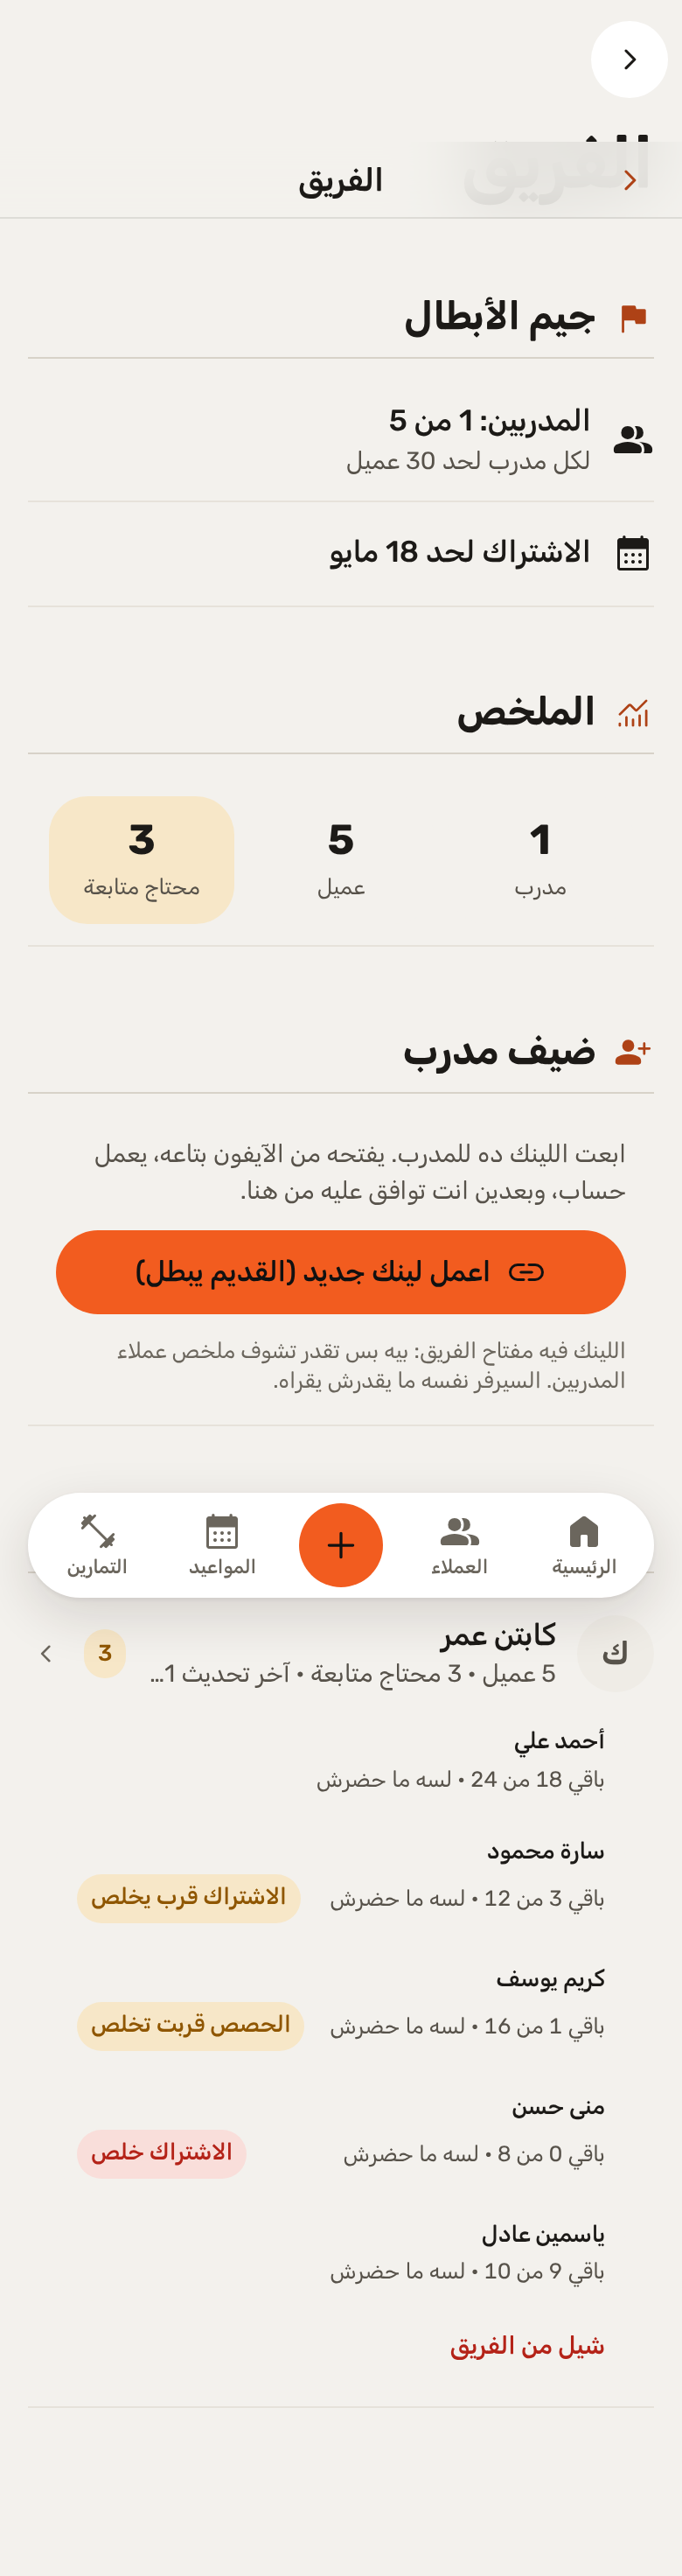 الفريق
الفريق
جيم الأبطال
المدربين: 1 من 5
لكل مدرب لحد 30 عميل
الاشتراك لحد 18 مايو
الملخص
1
مدرب
5
عميل
3
محتاج متابعة
ضيف مدرب
ابعت اللينك ده للمدرب. يفتحه من الآيفون بتاعه، يعمل
حساب، وبعدين انت توافق عليه من هنا.
اعمل لينك جديد (القديم يبطل)
اللينك فيه مفتاح الفريق: بيه بس تقدر تشوف ملخص عملاء
المدربين. السيرفر نفسه ما يقدرش يقراه.
الرئيسية
العملاء
المواعيد
التمارين
ك
كابتن عمر
5 عميل • 3 محتاج متابعة • آخر تحديث 1...
3
أحمد علي
باقي 18 من 24 • لسه ما حضرش
سارة محمود
باقي 3 من 12 • لسه ما حضرش
الاشتراك قرب يخلص
كريم يوسف
باقي 1 من 16 • لسه ما حضرش
الحصص قربت تخلص
منى حسن
باقي 0 من 8 • لسه ما حضرش
الاشتراك خلص
ياسمين عادل
باقي 9 من 10 • لسه ما حضرش
شيل من الفريق